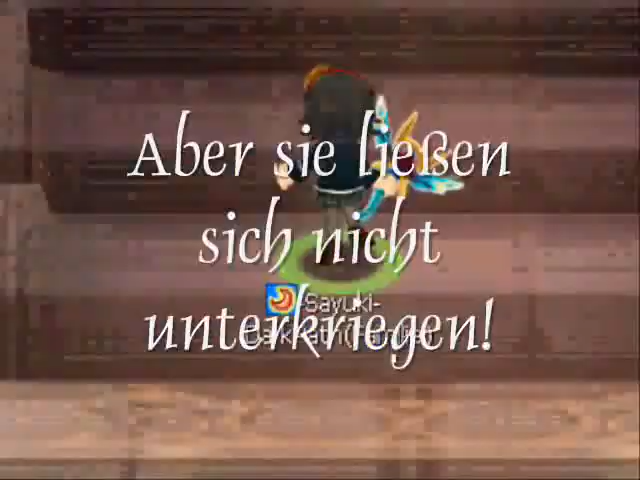 Aber sie ließen
sich nicht
-Sayuki-
unterkriegen!